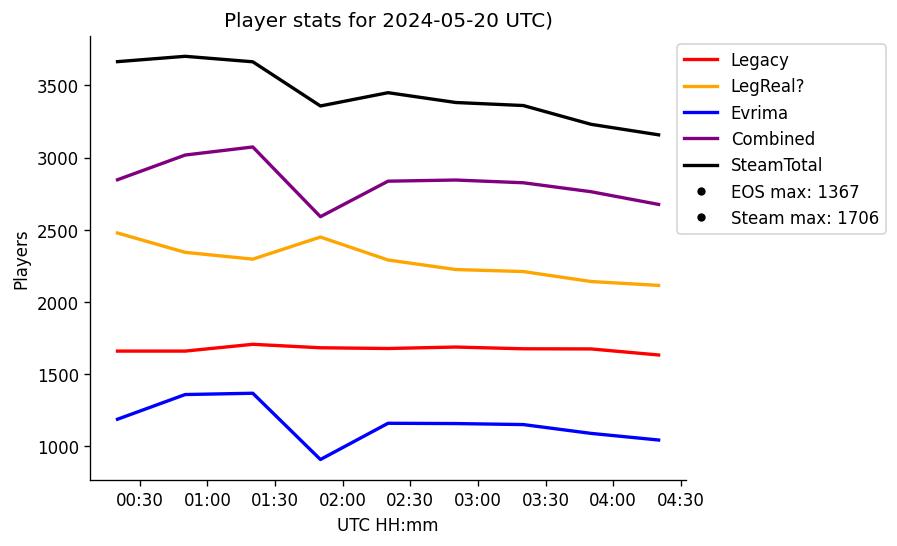 Player stats for 2024-05-20 UTC)
Legacy
LegReal?
Evrima
Combined
SteamTotal
EOS max: 1367
Steam max: 1706
Players
3500
3000
2500
2000
1500
1000
00:30 01:00 01:30 02:00 02:30 03:00 03:30 04:00 04:30
UTC HH:mm